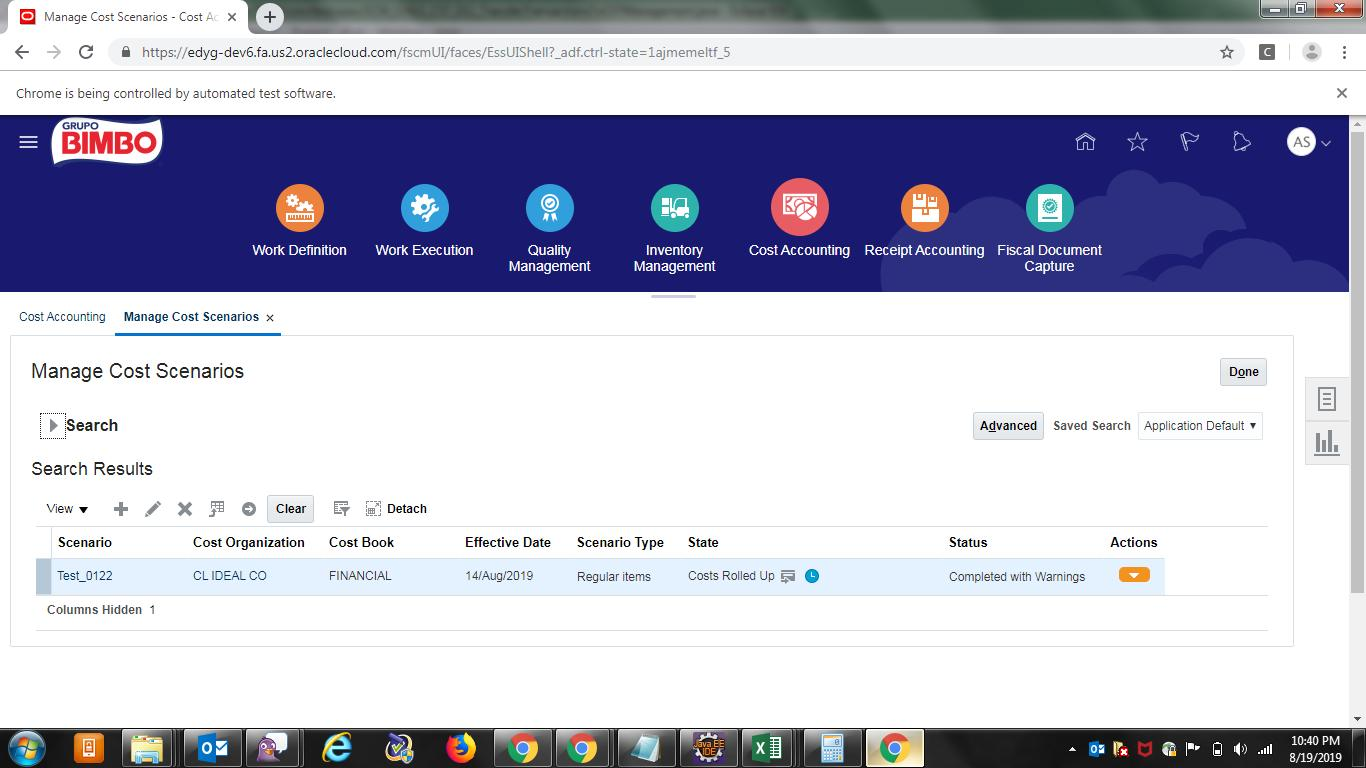 Manage Cost Scenarios - Cost Ac
https://edyg-dev6.fa.us2.oraclecloud.com/fscmUI/faces/EssUIShell?_adf.ctrl-state=1ajmemeltf_5
C
Chrome is being controlled by automated test software.
GRUPO
BIMBO
AS
Work Definition
Work Execution
Quality
Management
Inventory
Management
Cost Accounting
Receipt Accounting
Fiscal Document
Capture
Cost Accounting
Manage Cost Scenarios
Manage Cost Scenarios
Done
Search
Advanced
Saved Search
Application Default
Search Results
View
Clear
Detach
Scenario
Cost Organization
Cost Book
Effective Date
Scenario Type
State
Status
Actions
Test_0122
CL IDEAL CO
FINANCIAL
14/Aug/2019
Regular items
Costs Rolled Up
Completed with Warnings
Columns Hidden 1
Java EE
IDE
10:40 PM
8/19/2019